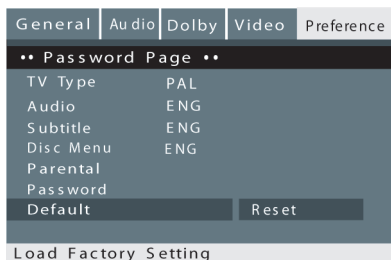 General Audio Dolby Video Preference
•• Password Page ••
TV Type PAL
Audio ENG
Subtitle ENG
Disc Menu ENG
Parental
Password
Default Reset
Load Factory Setting